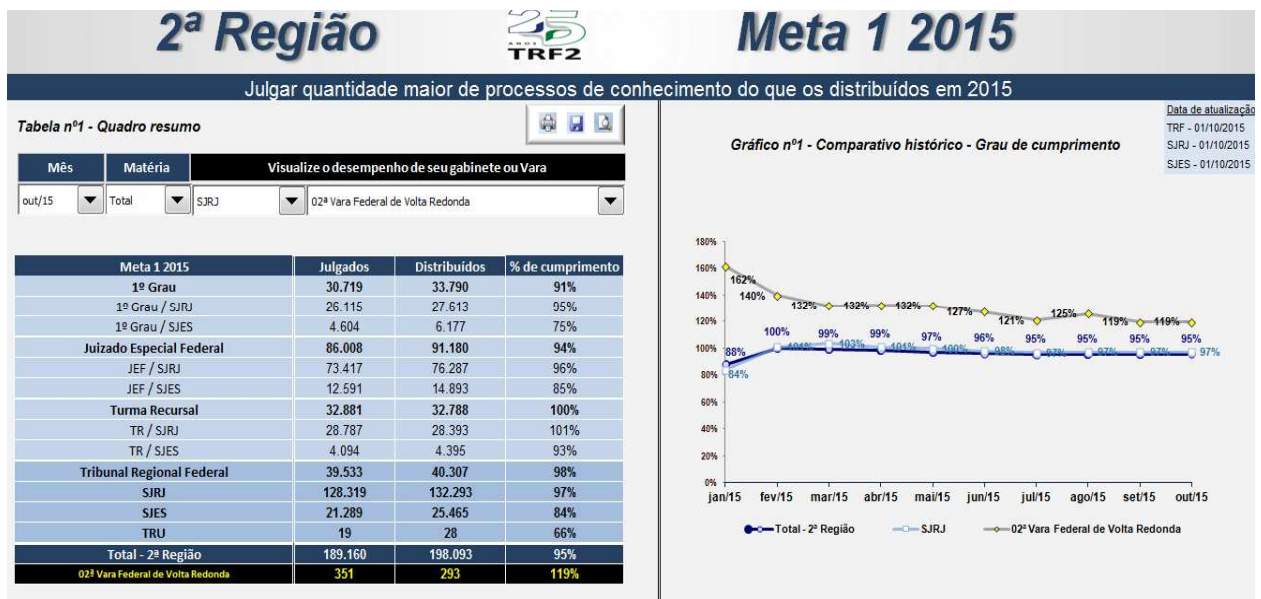 2ª Região
25
ANOS
TRF2
Meta 1 2015
Julgar quantidade maior de processos de conhecimento do que os distribuídos em 2015
Tabela nº1 - Quadro resumo
Mês Matéria Visualize o desempenho de seu gabinete ou Vara
out/15 Total SJRJ 02ª Vara Federal de Volta Redonda
Meta 1 2015 Julgados Distribuídos % de cumprimento
1º Grau 30.719 33.790 91%
1º Grau / SJRJ 26.115 27.613 95%
1º Grau / SJES 4.604 6.177 75%
Juizado Especial Federal 86.008 91.180 94%
JEF / SJRJ 73.417 76.287 96%
JEF / SJES 12.591 14.893 85%
Turma Recursal 32.881 32.788 100%
TR / SJRJ 28.787 28.393 101%
TR / SJES 4.094 4.395 93%
Tribunal Regional Federal 39.533 40.307 98%
SJRJ 128.319 132.293 97%
SJES 21.289 25.465 84%
TRU 19 28 66%
Total - 2ª Região 189.160 198.093 95%
02ª Vara Federal de Volta Redonda 351 293 119%
Data de atualização
TRF - 01/10/2015
SJRJ - 01/10/2015
SJES - 01/10/2015
Gráfico nº1 - Comparativo histórico - Grau de cumprimento
180%
160%
140%
120%
100%
80%
60%
40%
20%
0%
162% 140% 132% 132% 132% 127% 121% 125% 119% 119%
88% 100% 99% 99% 97% 96% 95% 95% 95% 95%
84% 101% 103% 101% 100% 98% 97% 97% 97% 97%
jan/15 fev/15 mar/15 abr/15 mai/15 jun/15 jul/15 ago/15 set/15 out/15
Total - 2ª Região SJRJ 02ª Vara Federal de Volta Redonda